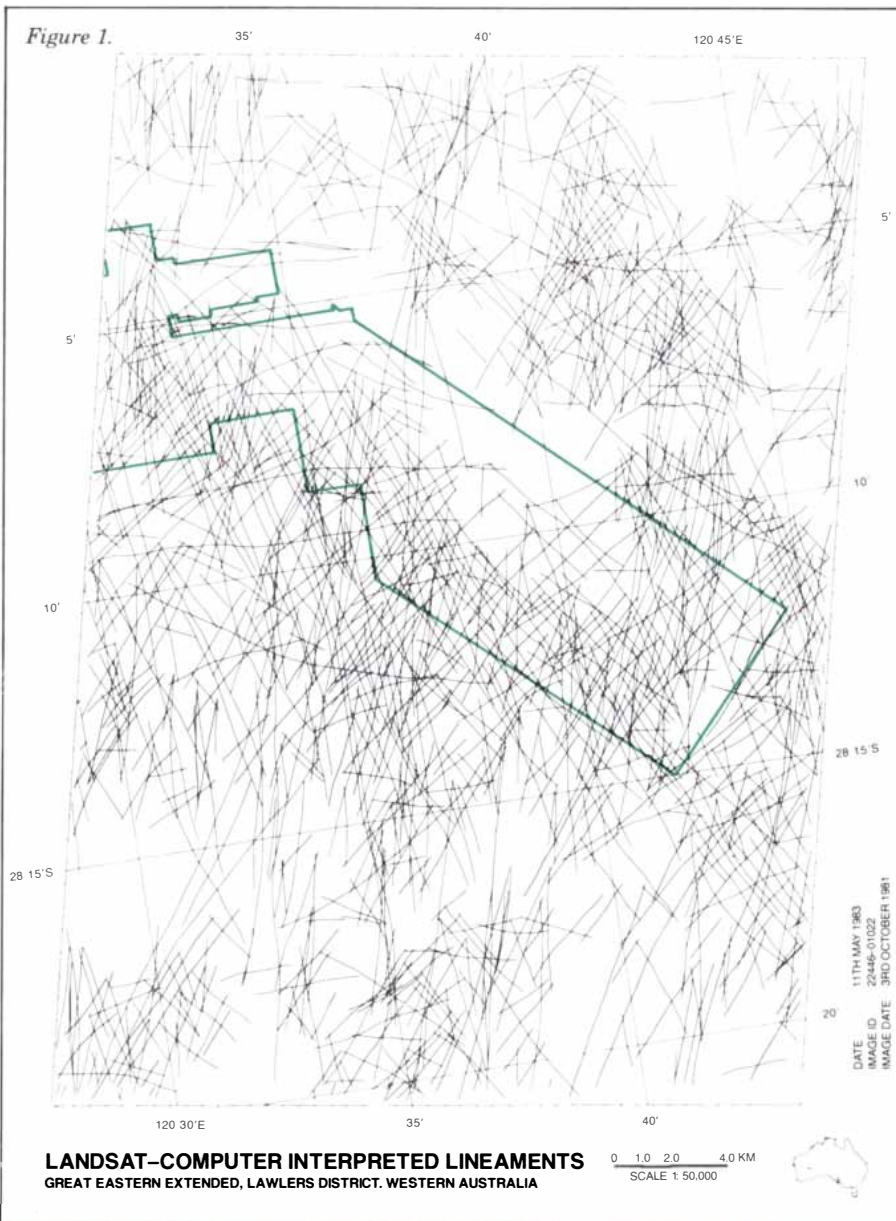 Figure 1.
35'
40'
120 45'E
5'
5'
10'
10'
28 15'S
28 15'S
20'
DATE 11TH MAY 1983
IMAGE ID 22446-01022
IMAGE DATE 3RD OCTOBER 1981
120 30'E
35'
40'
LANDSAT-COMPUTER INTERPRETED LINEAMENTS
GREAT EASTERN EXTENDED, LAWLERS DISTRICT. WESTERN AUSTRALIA
0 1.0 2.0 4.0 KM
SCALE 1: 50,000